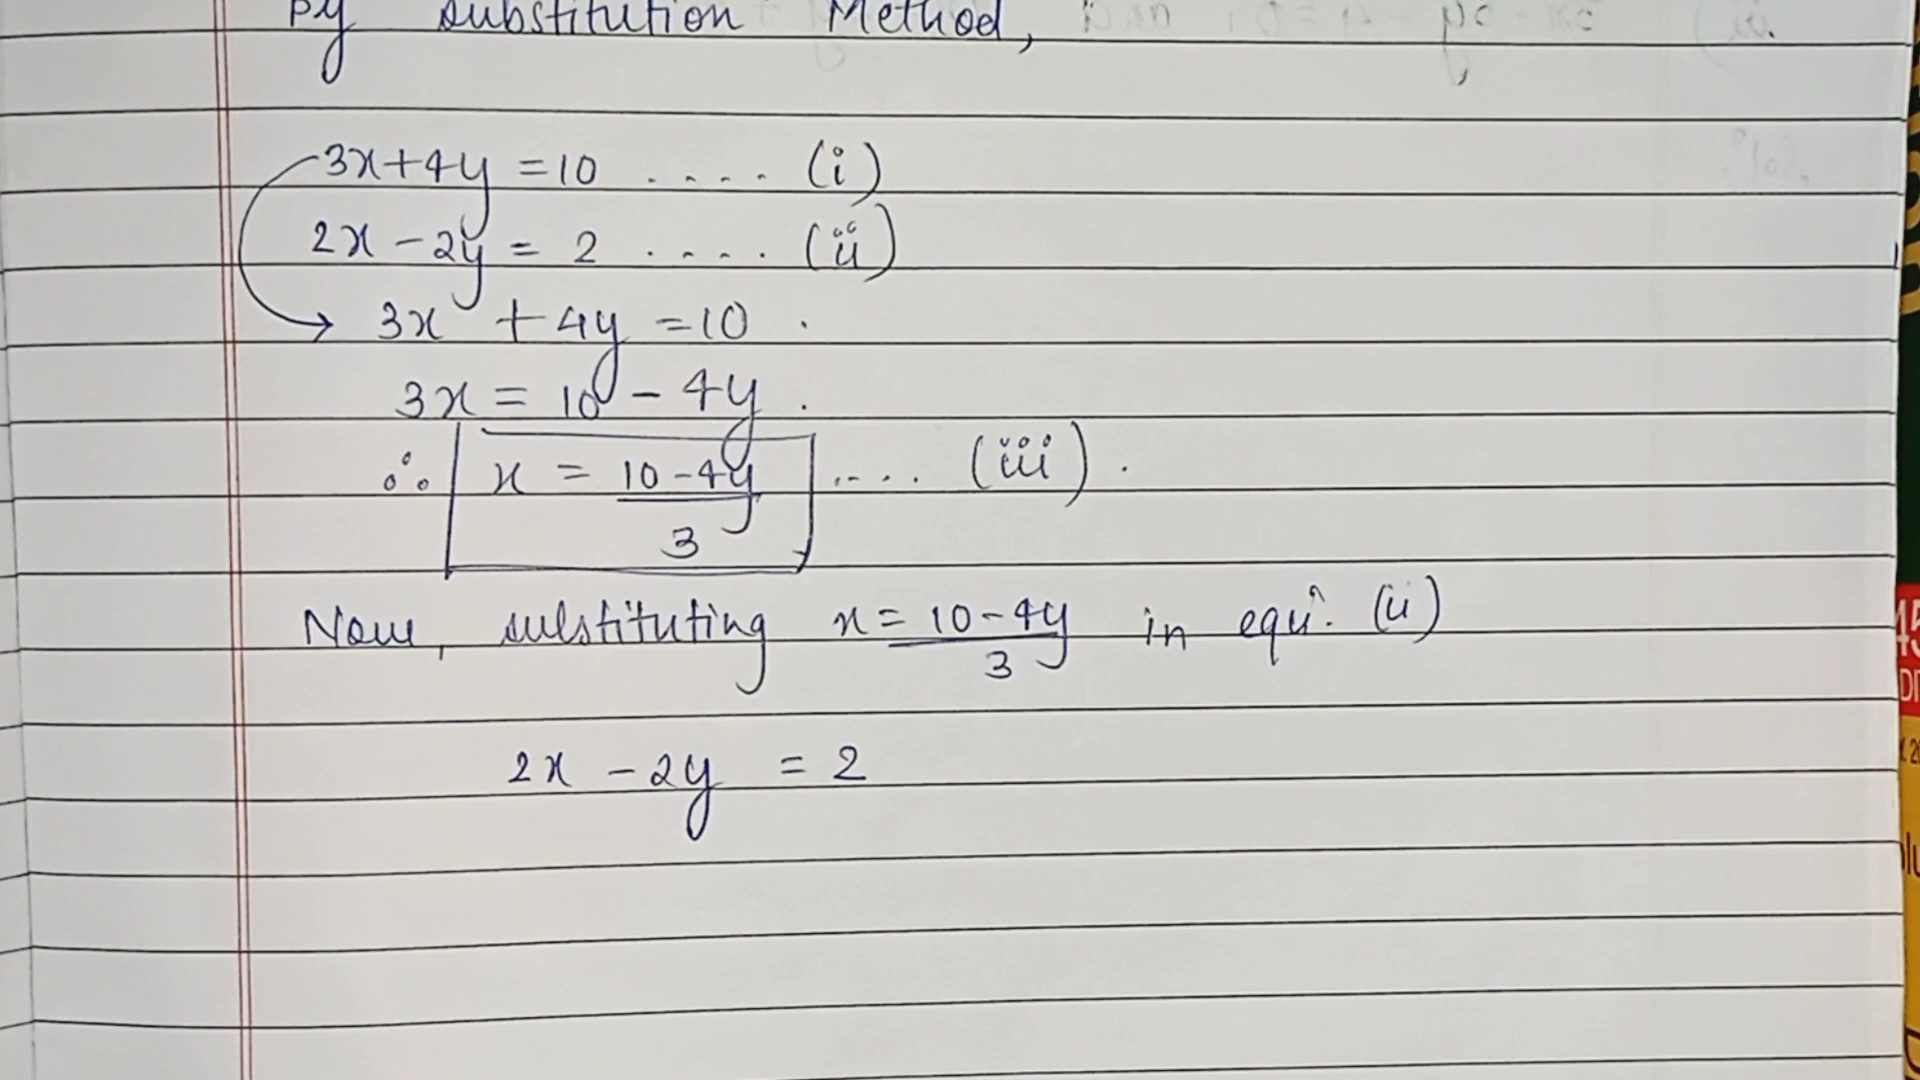 By substitution Method,
3x+4y = 10 .... (i)
2x - 2y = 2 .... (ii)
3x + 4y = 10 .
3x = 10 - 4y .
∴ x = 10-4y .... (iii) .
3
Now, substituting x = 10-4y in equⁿ. (ii)
3
2x - 2y = 2